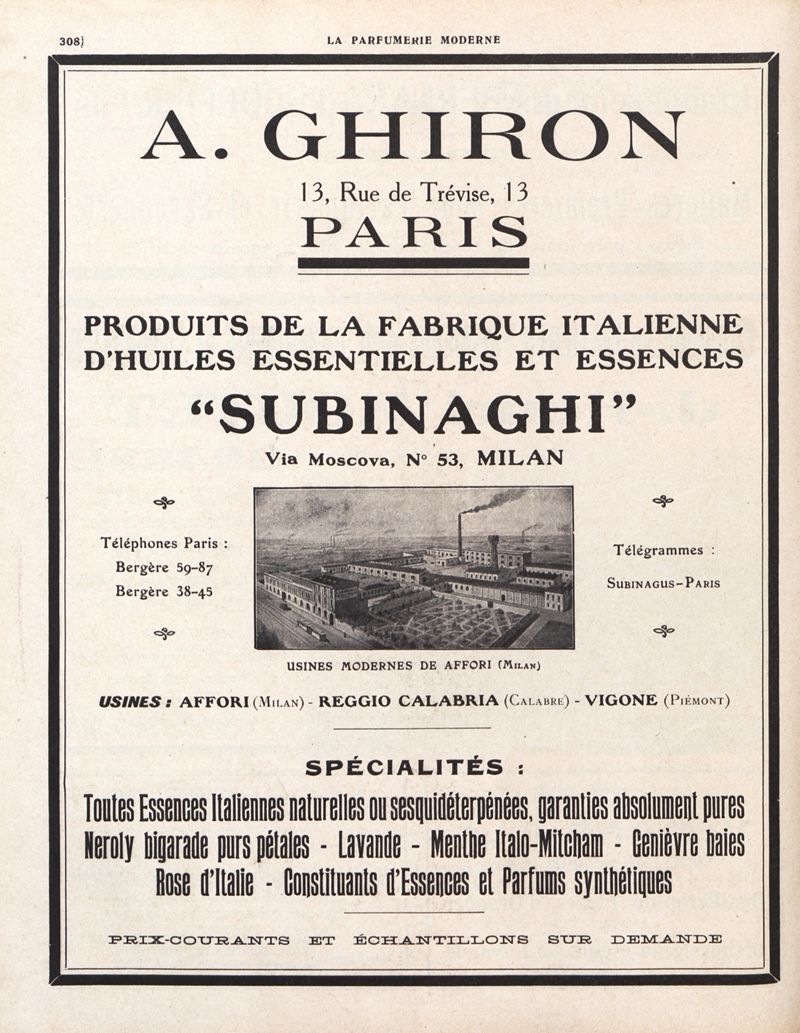 308)
LA PARFUMERIE MODERNE
A. GHIRON
13, Rue de Trévise, 13
PARIS
PRODUITS DE LA FABRIQUE ITALIENNE
D'HUILES ESSENTIELLES ET ESSENCES
“SUBINAGHI”
Via Moscova, N° 53, MILAN
Téléphones Paris :
Bergère 59-87
Bergère 38-45
Télégrammes :
SUBINAGUS-PARIS
USINES MODERNES DE AFFORI (MILAN)
USINES : AFFORI (MILAN) - REGGIO CALABRIA (CALABRE) - VIGONE (PIÉMONT)
SPÉCIALITÉS :
Toutes Essences Italiennes naturelles ou sesquidéterpénées, garanties absolument pures
Neroly bigarade purs pétales - Lavande - Menthe Italo-Mitcham - Genièvre baies
Rose d'Italie - Constituants d'Essences et Parfums synthétiques
PRIX-COURANTS ET ÉCHANTILLONS SUR DEMANDE